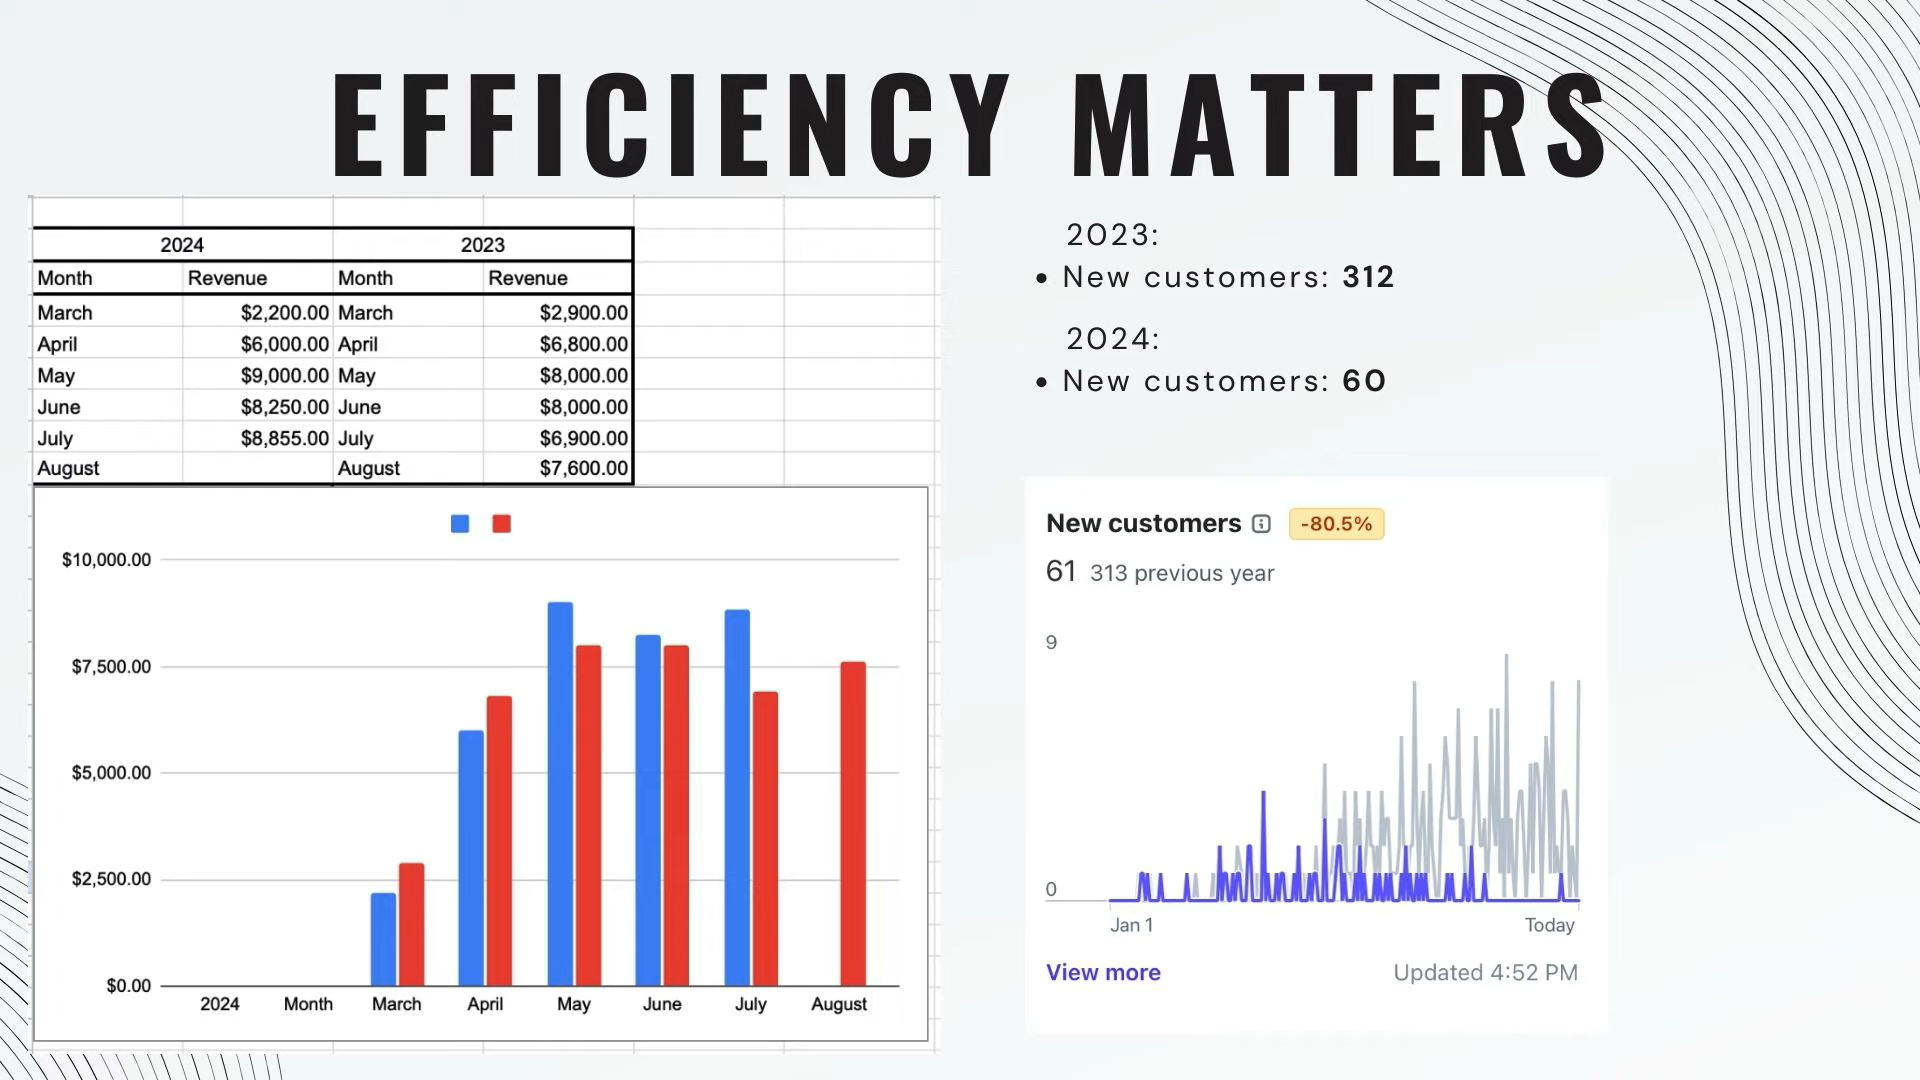 EFFICIENCY MATTERS
2024 2023
Month Revenue Month Revenue
March $2,200.00 March $2,900.00
April $6,000.00 April $6,800.00
May $9,000.00 May $8,000.00
June $8,250.00 June $8,000.00
July $8,855.00 July $6,900.00
August August $7,600.00
$10,000.00
$7,500.00
$5,000.00
$2,500.00
$0.00
2024 Month March April May June July August
2023:
• New customers: 312
2024:
• New customers: 60
New customers -80.5%
61 313 previous year
9
0
Jan 1 Today
View more Updated 4:52 PM